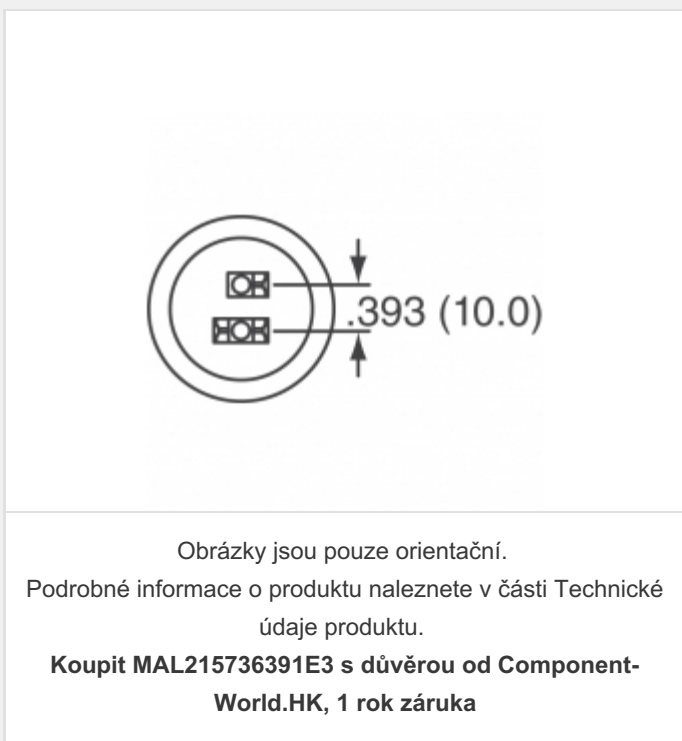 .393 (10.0)
Obrázky jsou pouze orientační.
Podrobné informace o produktu naleznete v části Technické
údaje produktu.
Koupit MAL215736391E3 s důvěrou od Component-
World.HK, 1 rok záruka